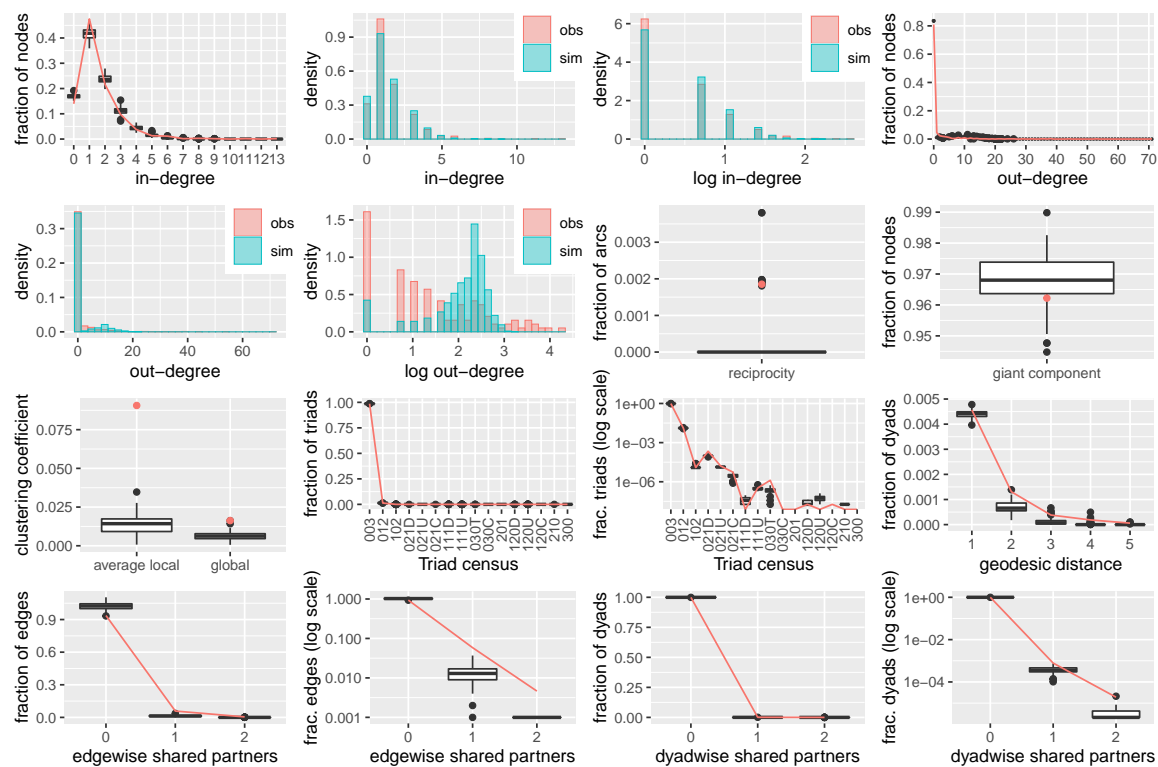 fraction of nodes
0.4
0.3
0.2
0.1
0.0
0 1 2 3 4 5 6 7 8 9 10 11 12 13
in-degree
density
0.9
0.6
0.3
0.0
obs
sim
0 5 10
in-degree
density
6
4
2
0
obs
sim
0 1 2
log in-degree
fraction of nodes
0.8
0.6
0.4
0.2
0.0
0 10 20 30 40 50 60 70
out-degree
density
0.3
0.2
0.1
0.0
obs
sim
0 20 40 60
out-degree
density
1.5
1.0
0.5
0.0
obs
sim
0 1 2 3 4
log out-degree
fraction of arcs
0.003
0.002
0.001
0.000
reciprocity
fraction of nodes
0.99
0.98
0.97
0.96
0.95
giant component
clustering coefficient
0.075
0.050
0.025
0.000
average local global
fraction of triads
1.00
0.75
0.50
0.25
0.00
003 012 102 021D 021U 021C 111D 111U 030T 030C 201 120D 120U 120C 210 300
Triad census
frac. triads (log scale)
1e+00
1e−03
1e−06
003 012 102 021D 021U 021C 111D 111U 030T 030C 201 120D 120U 120C 210 300
Triad census
fraction of dyads
0.005
0.004
0.003
0.002
0.001
0.000
1 2 3 4 5
geodesic distance
fraction of edges
0.9
0.6
0.3
0.0
0 1 2
edgewise shared partners
frac. edges (log scale)
1.000
0.100
0.010
0.001
0 1 2
edgewise shared partners
fraction of dyads
1.00
0.75
0.50
0.25
0.00
0 1 2
dyadwise shared partners
frac. dyads (log scale)
1e+00
1e−02
1e−04
0 1 2
dyadwise shared partners